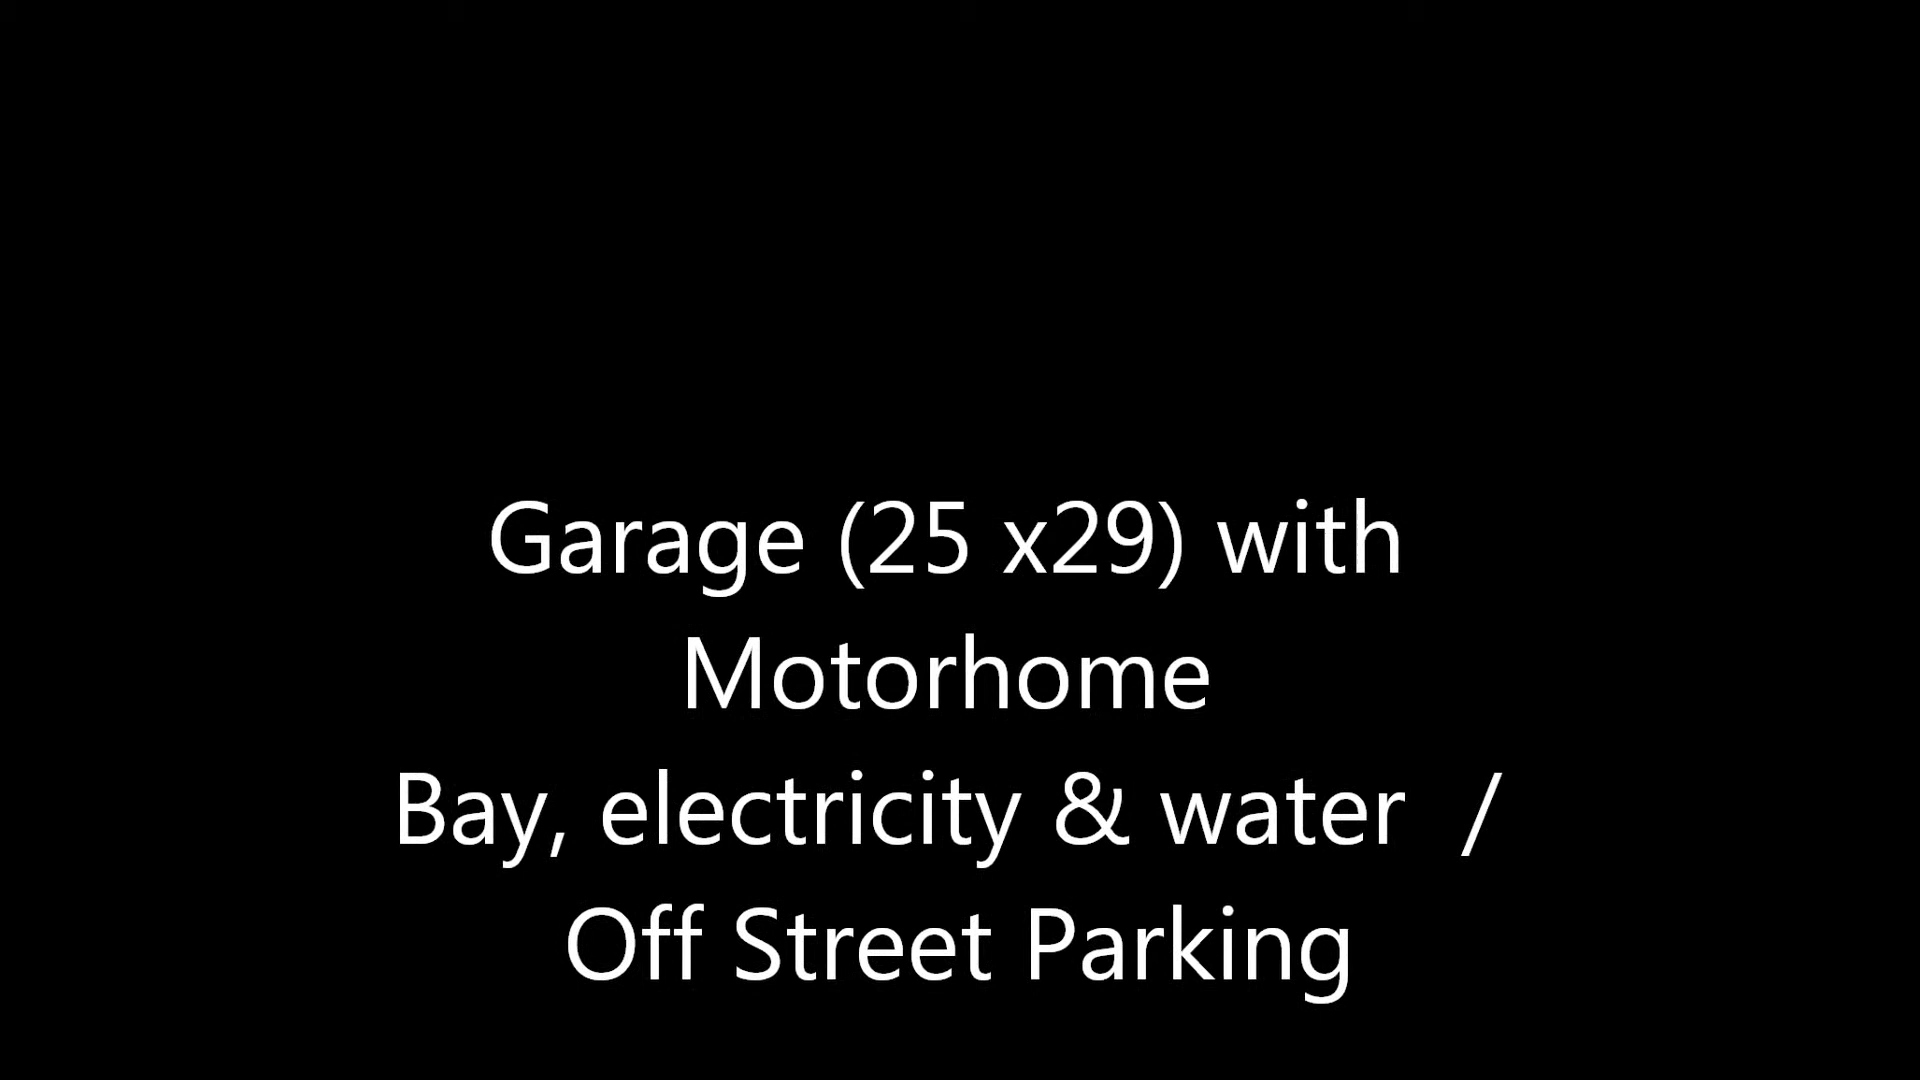 Garage (25 x29) with
Motorhome
Bay, electricity & water  /
Off Street Parking